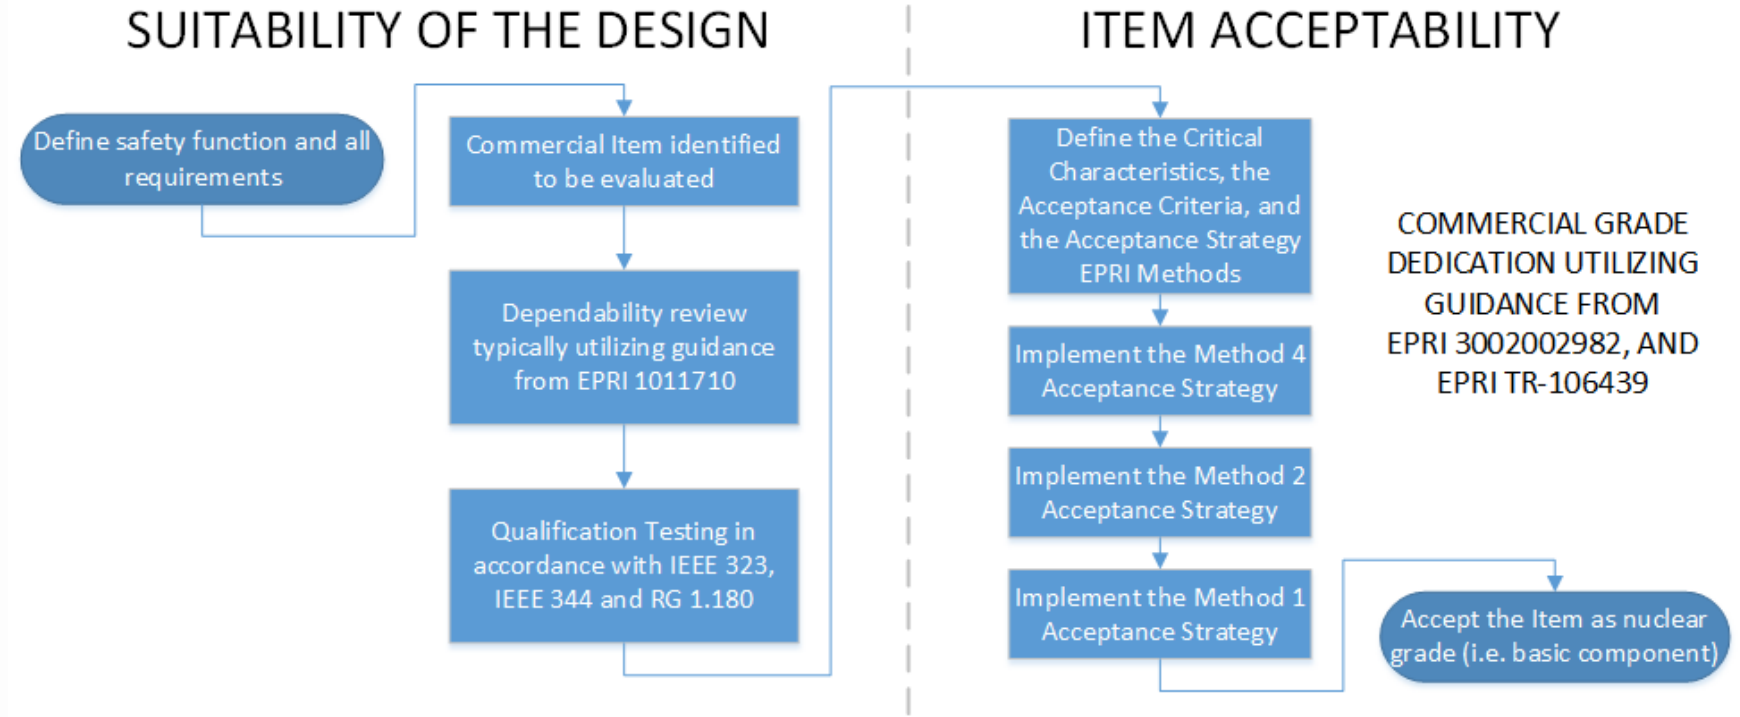 SUITABILITY OF THE DESIGN
Define safety function and all
requirements
Commercial Item identified
to be evaluated
Dependability review
typically utilizing guidance
from EPRI 1011710
Qualification Testing in
accordance with IEEE 323,
IEEE 344 and RG 1.180
ITEM ACCEPTABILITY
Define the Critical
Characteristics, the
Acceptance Criteria, and
the Acceptance Strategy
EPRI Methods
Implement the Method 4
Acceptance Strategy
Implement the Method 2
Acceptance Strategy
Implement the Method 1
Acceptance Strategy
COMMERCIAL GRADE
DEDICATION UTILIZING
GUIDANCE FROM
EPRI 3002002982, AND
EPRI TR-106439
Accept the Item as nuclear
grade (i.e. basic component)